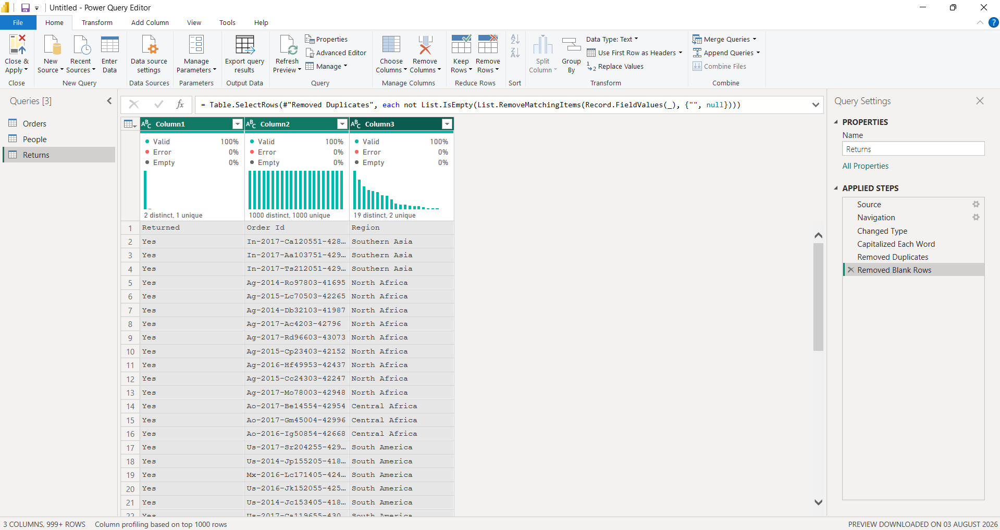 Untitled - Power Query Editor
File Home Transform Add Column View Tools Help
Close & Apply
Close
New Source
Recent Sources
Enter Data
New Query
Data source settings
Data Sources
Manage Parameters
Parameters
Export query results
Output Data
Refresh Preview
Properties
Advanced Editor
Manage
Query
Choose Columns
Remove Columns
Manage Columns
Keep Rows
Remove Rows
Reduce Rows
Sort
Split Column
Group By
Data Type: Text
Use First Row as Headers
Replace Values
Transform
Merge Queries
Append Queries
Combine Files
Combine
Queries [3]
Orders
People
Returns
fx = Table.SelectRows(#"Removed Duplicates", each not List.IsEmpty(List.RemoveMatchingItems(Record.FieldValues(_), {"", null})))
ABC Column1 ABC Column2 ABC Column3
Valid 100% Valid 100% Valid 100%
Error 0% Error 0% Error 0%
Empty 0% Empty 0% Empty 0%
2 distinct, 1 unique 1000 distinct, 1000 unique 19 distinct, 2 unique
1 Returned Order Id Region
2 Yes In-2017-Ca120551-428... Southern Asia
3 Yes In-2017-Aa103751-429... Southern Asia
4 Yes In-2017-Ts212051-429... Southern Asia
5 Yes Ag-2014-Ro97803-41695 North Africa
6 Yes Ag-2015-Lc70503-42265 North Africa
7 Yes Ag-2014-Db32103-41987 North Africa
8 Yes Ag-2017-Ac4203-42796 North Africa
9 Yes Ag-2017-Rd96603-43073 North Africa
10 Yes Ag-2015-Cp23403-42152 North Africa
11 Yes Ag-2016-Hf49953-42437 North Africa
12 Yes Ag-2015-Cc24303-42247 North Africa
13 Yes Ag-2017-Mo78003-42948 North Africa
14 Yes Ao-2017-Be14554-42954 Central Africa
15 Yes Ao-2017-Gm45004-42996 Central Africa
16 Yes Ao-2016-Ig50854-42668 Central Africa
17 Yes Us-2017-Sr204255-429... South America
18 Yes Us-2014-Jp155205-418... South America
19 Yes Mx-2016-Lc171405-424... South America
20 Yes Us-2016-Jk152055-425... South America
21 Yes Us-2014-Jc153405-418... South America
22 Yes Us-2017-Ca119655-430... South America
Query Settings
PROPERTIES
Name
Returns
All Properties
APPLIED STEPS
Source
Navigation
Changed Type
Capitalized Each Word
Removed Duplicates
Removed Blank Rows
3 COLUMNS, 999+ ROWS Column profiling based on top 1000 rows
PREVIEW DOWNLOADED ON 03 AUGUST 2026